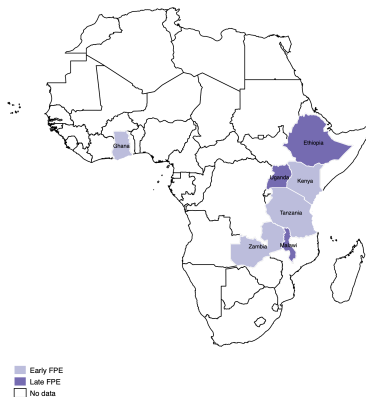 Ghana
Ethiopia
Uganda
Kenya
Tanzania
Zambia
Malawi
Early FPE
Late FPE
No data